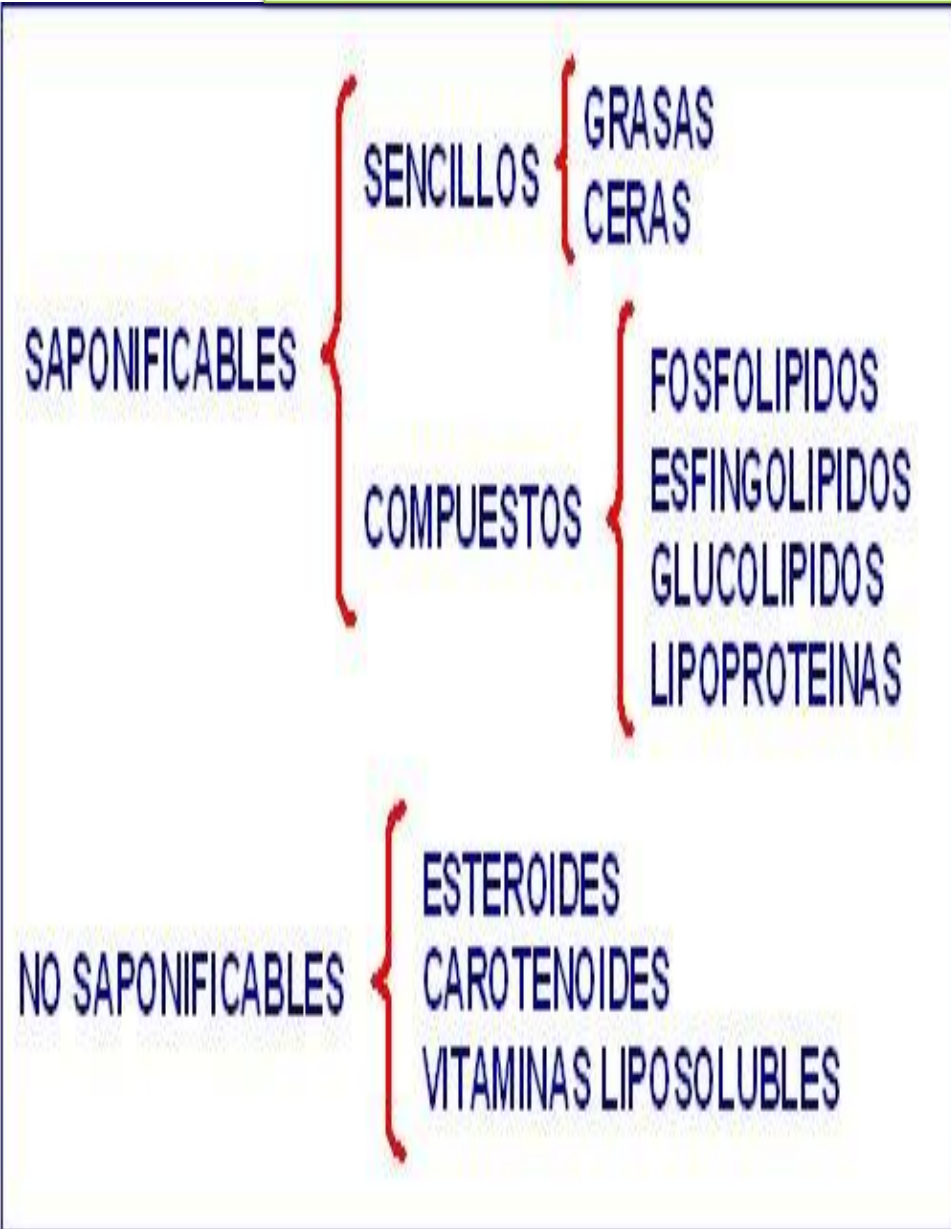 SAPONIFICABLES
SENCILLOS
GRASAS
CERAS
COMPUESTOS
FOSFOLIPIDOS
ESFINGOLIPIDOS
GLUCOLIPIDOS
LIPOPROTEINAS
NO SAPONIFICABLES
ESTEROIDES
CAROTENOIDES
VITAMINAS LIPOSOLUBLES